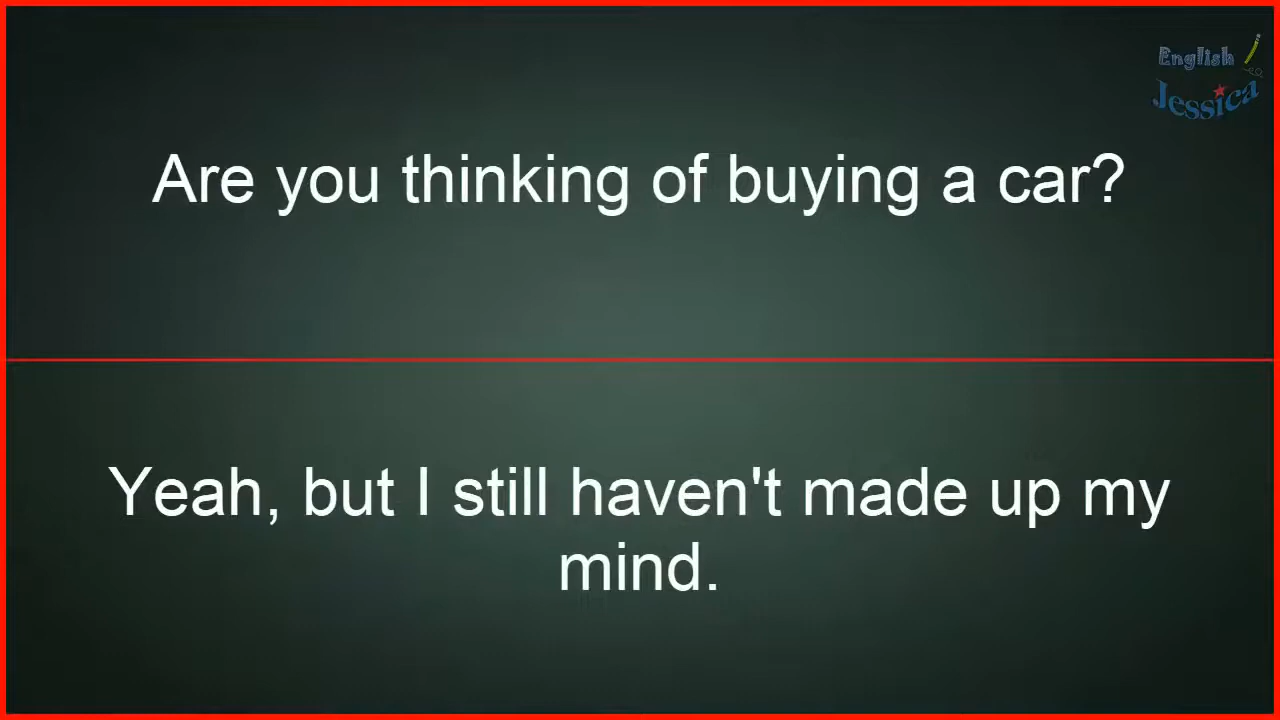 English
Jessica
Are you thinking of buying a car?
Yeah, but I still haven't made up my
mind.